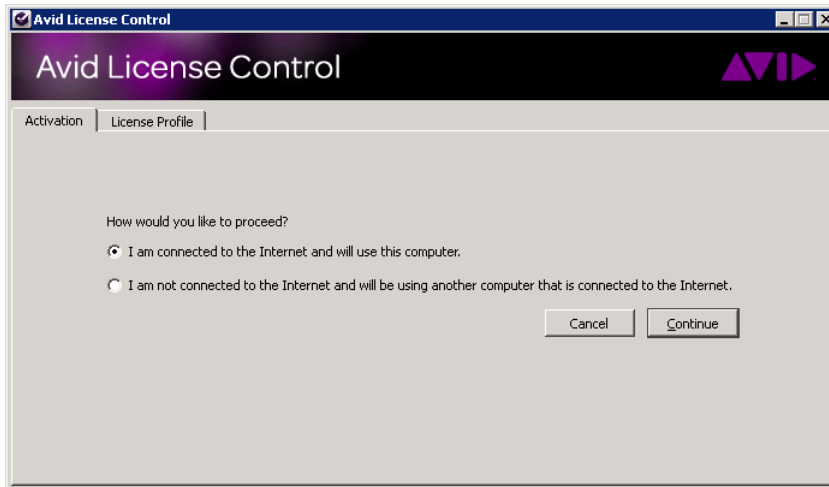 Avid License Control
Avid License Control
AVID
Activation
License Profile
How would you like to proceed?
I am connected to the Internet and will use this computer.
I am not connected to the Internet and will be using another computer that is connected to the Internet.
Cancel
Continue